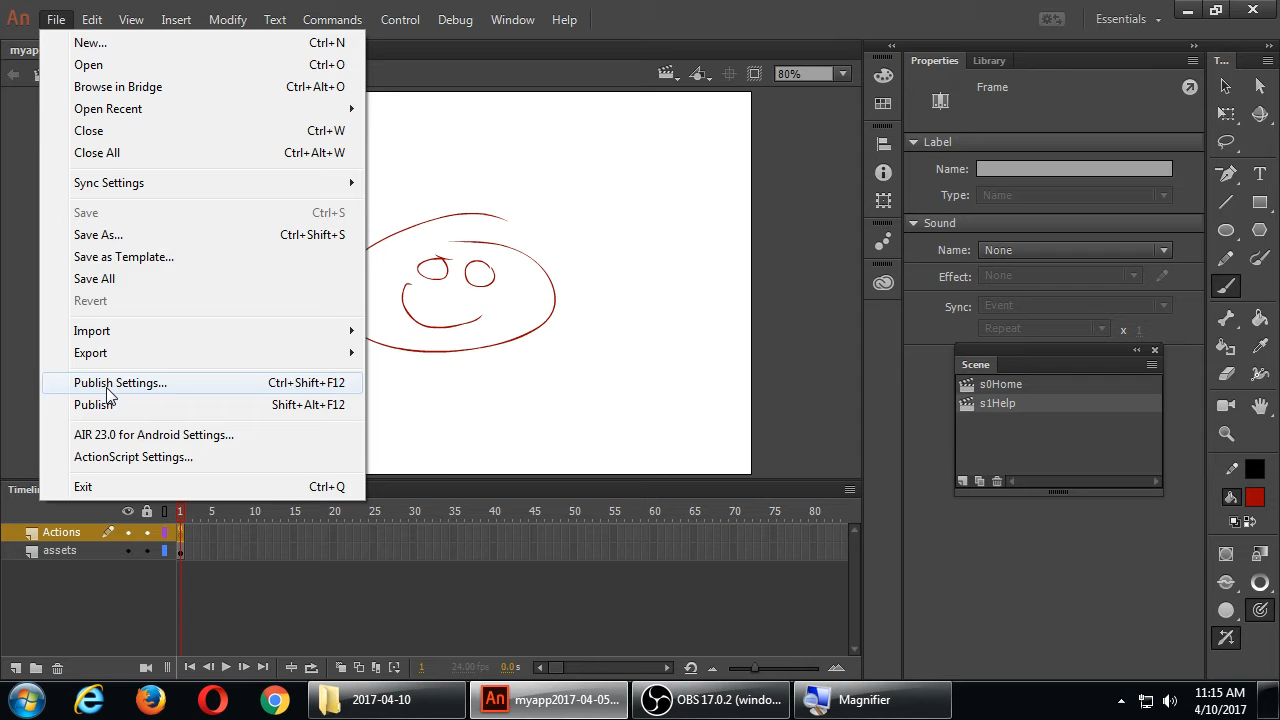 An File Edit View Insert Modify Text Commands Control Debug Window Help Essentials
New... Ctrl+N
Open Ctrl+O
Browse in Bridge Ctrl+Alt+O
Open Recent
Close Ctrl+W
Close All Ctrl+Alt+W
Sync Settings
Save Ctrl+S
Save As... Ctrl+Shift+S
Save as Template...
Save All
Revert
Import
Export
Publish Settings... Ctrl+Shift+F12
Publish Shift+Alt+F12
AIR 23.0 for Android Settings...
ActionScript Settings...
Exit Ctrl+Q
80%
Properties Library
Frame
Label
Name:
Type: Name
Sound
Name: None
Effect: None
Sync: Event
Repeat x 1
Scene
s0Home
s1Help
T...
1 5 10 15 20 25 30 35 40 45 50 55 60 65 70 75 80
Actions
assets
1 24.00 fps 0.0 s
2017-04-10 An myapp2017-04-05... OBS 17.0.2 (windo... Magnifier
11:15 AM
4/10/2017